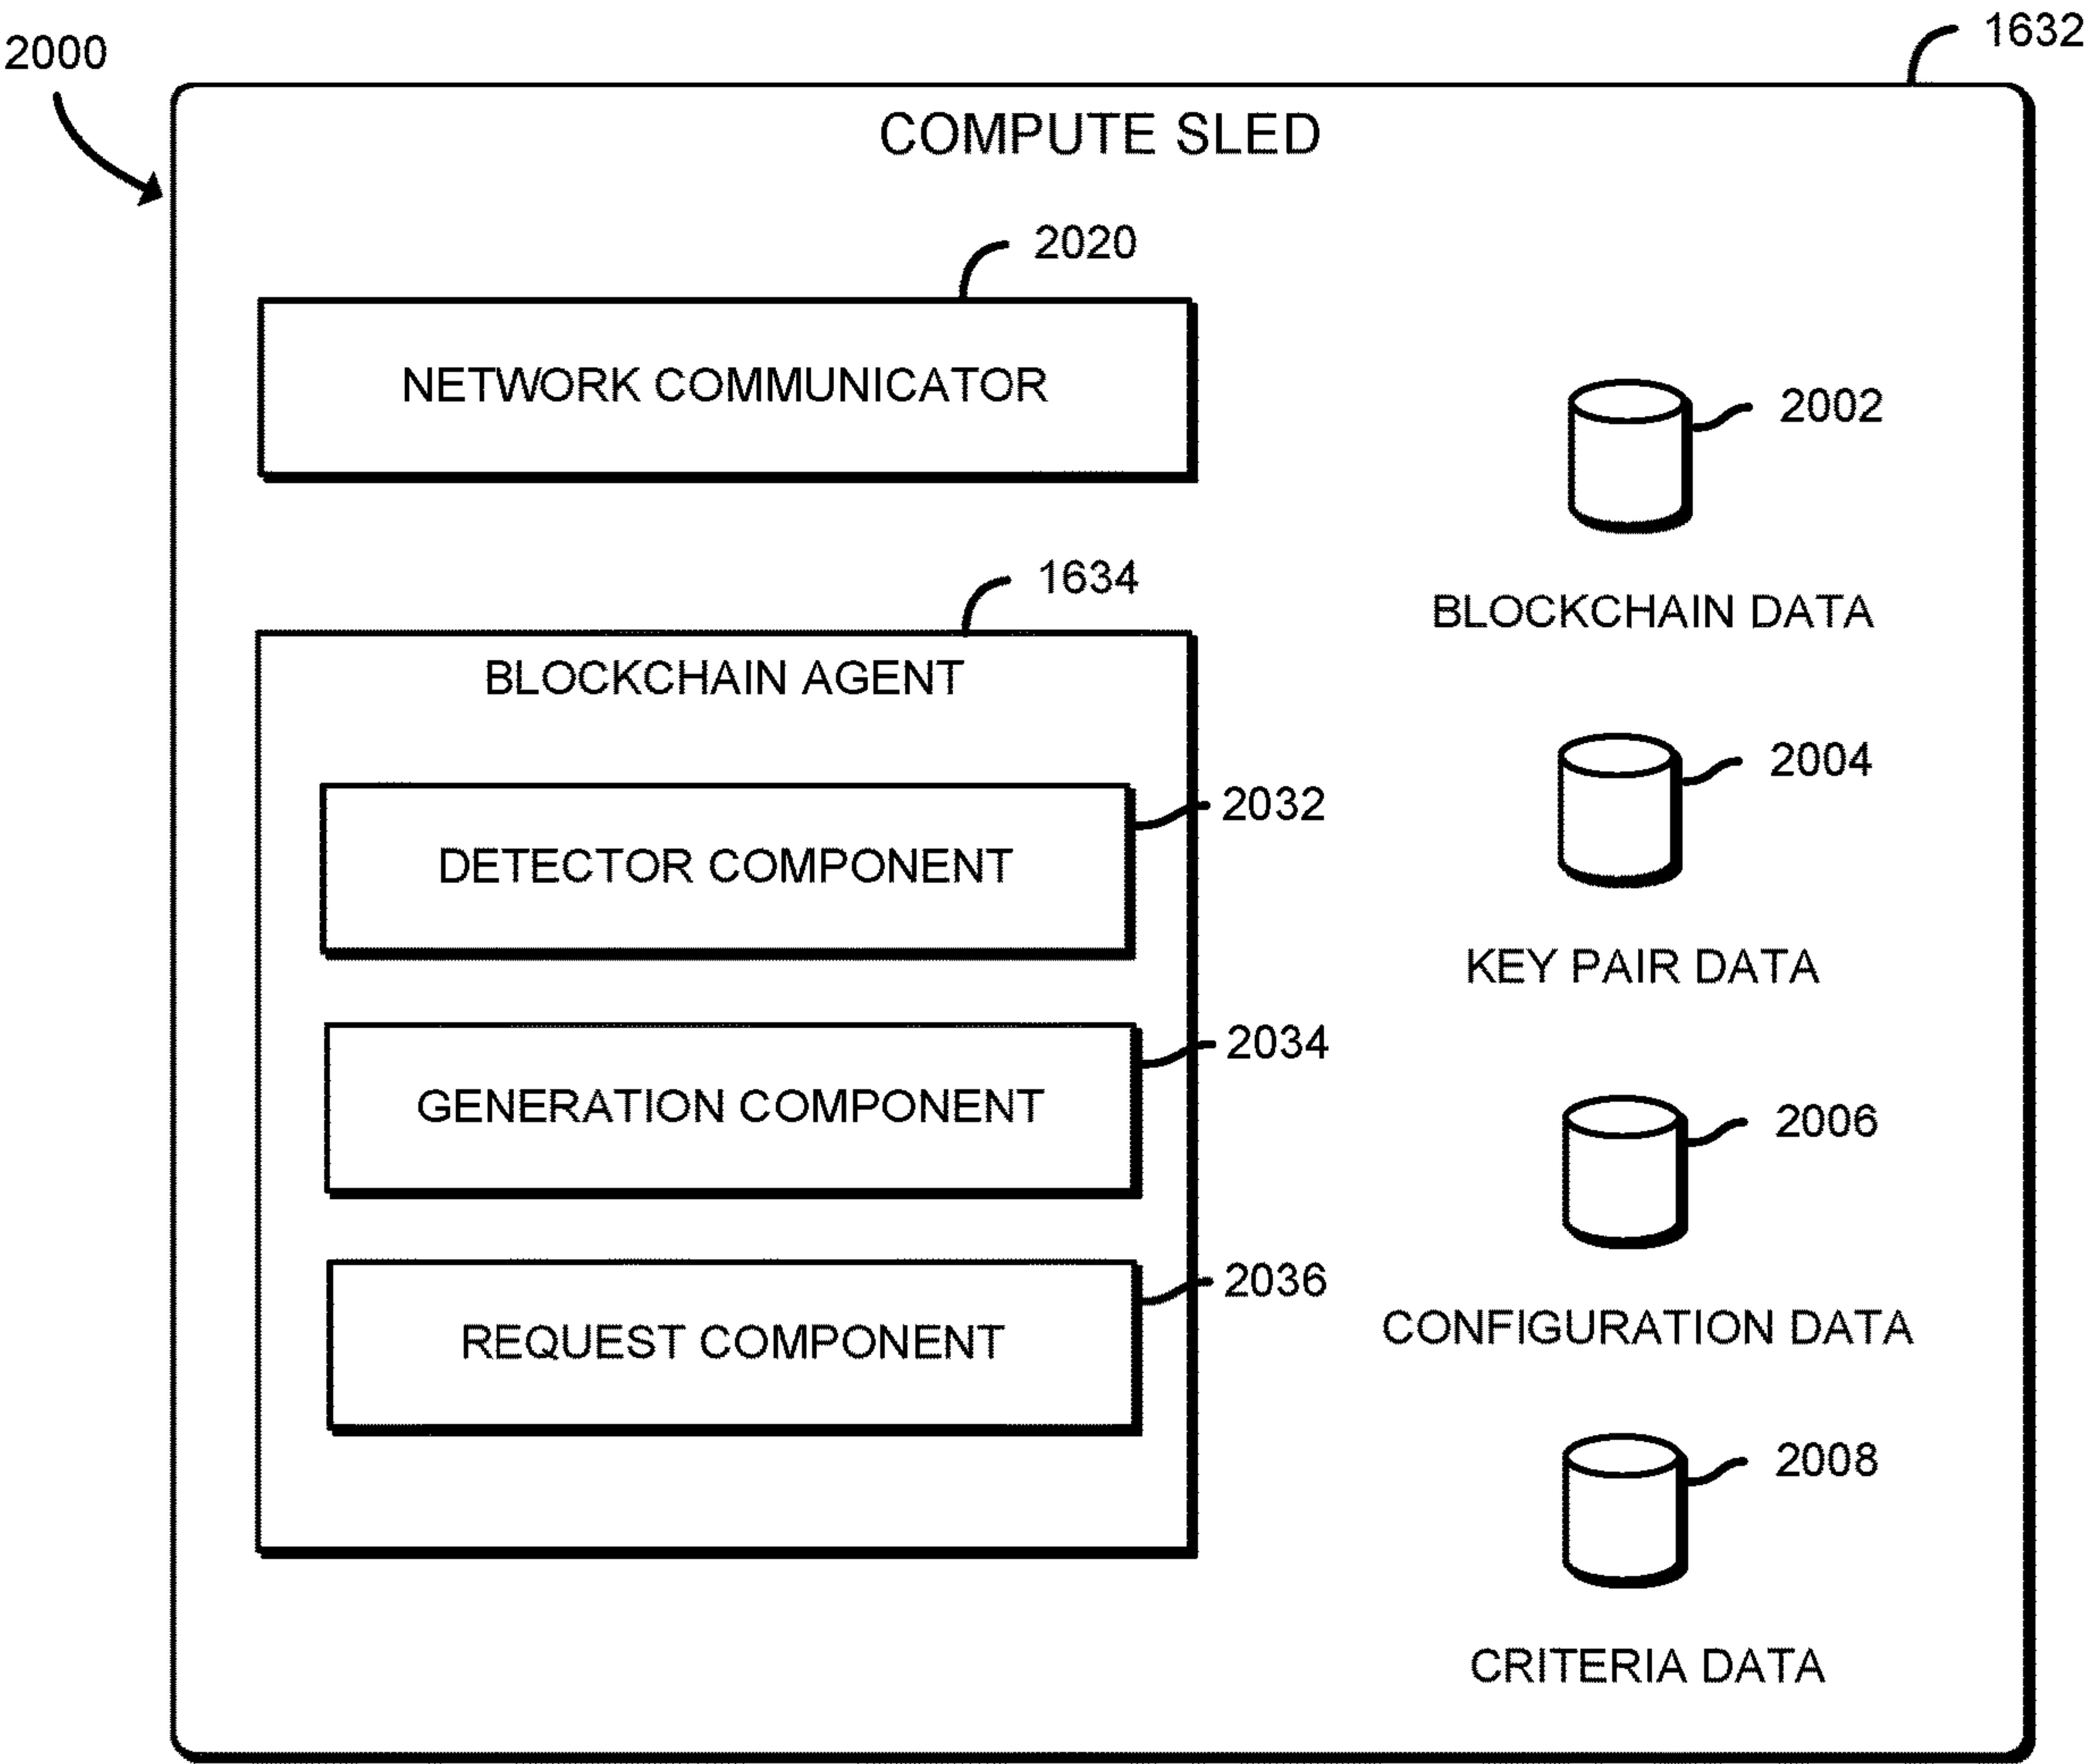 2000
1632
COMPUTE SLED
2020
NETWORK COMMUNICATOR
1634
BLOCKCHAIN AGENT
2032
DETECTOR COMPONENT
2034
GENERATION COMPONENT
2036
REQUEST COMPONENT
2002
BLOCKCHAIN DATA
2004
KEY PAIR DATA
2006
CONFIGURATION DATA
2008
CRITERIA DATA